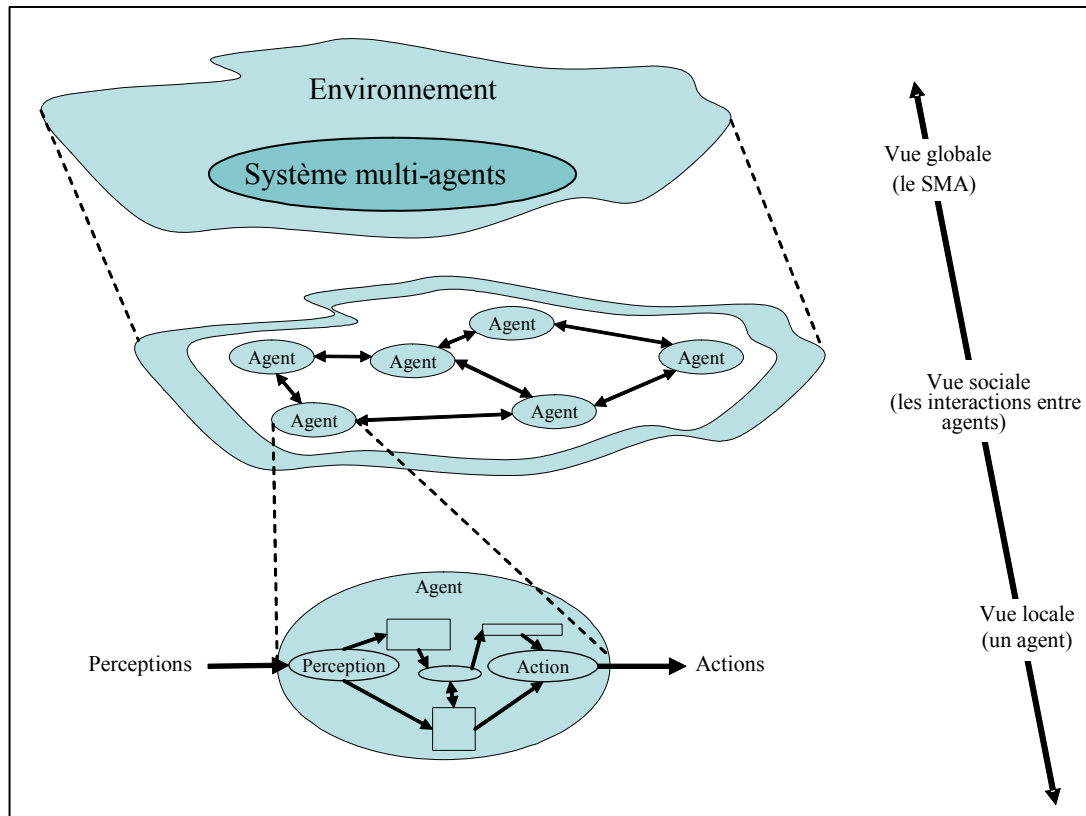 Environnement
Système multi-agents
Vue globale
(le SMA)
Agent
Agent
Agent
Agent
Agent
Agent
Vue sociale
(les interactions entre
agents)
Agent
Perceptions
Perception
Action
Actions
Vue locale
(un agent)